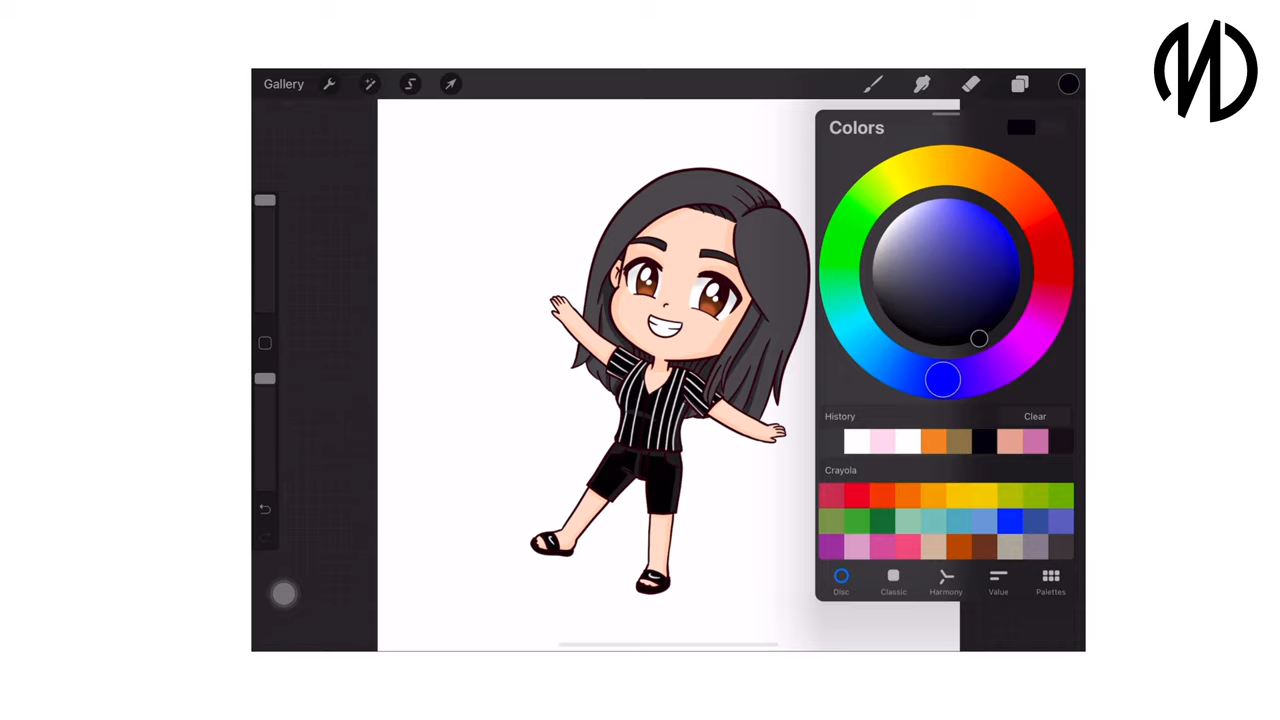 Gallery
Colors
History
Clear
Crayola
Disc
Classic
Harmony
Value
Palettes